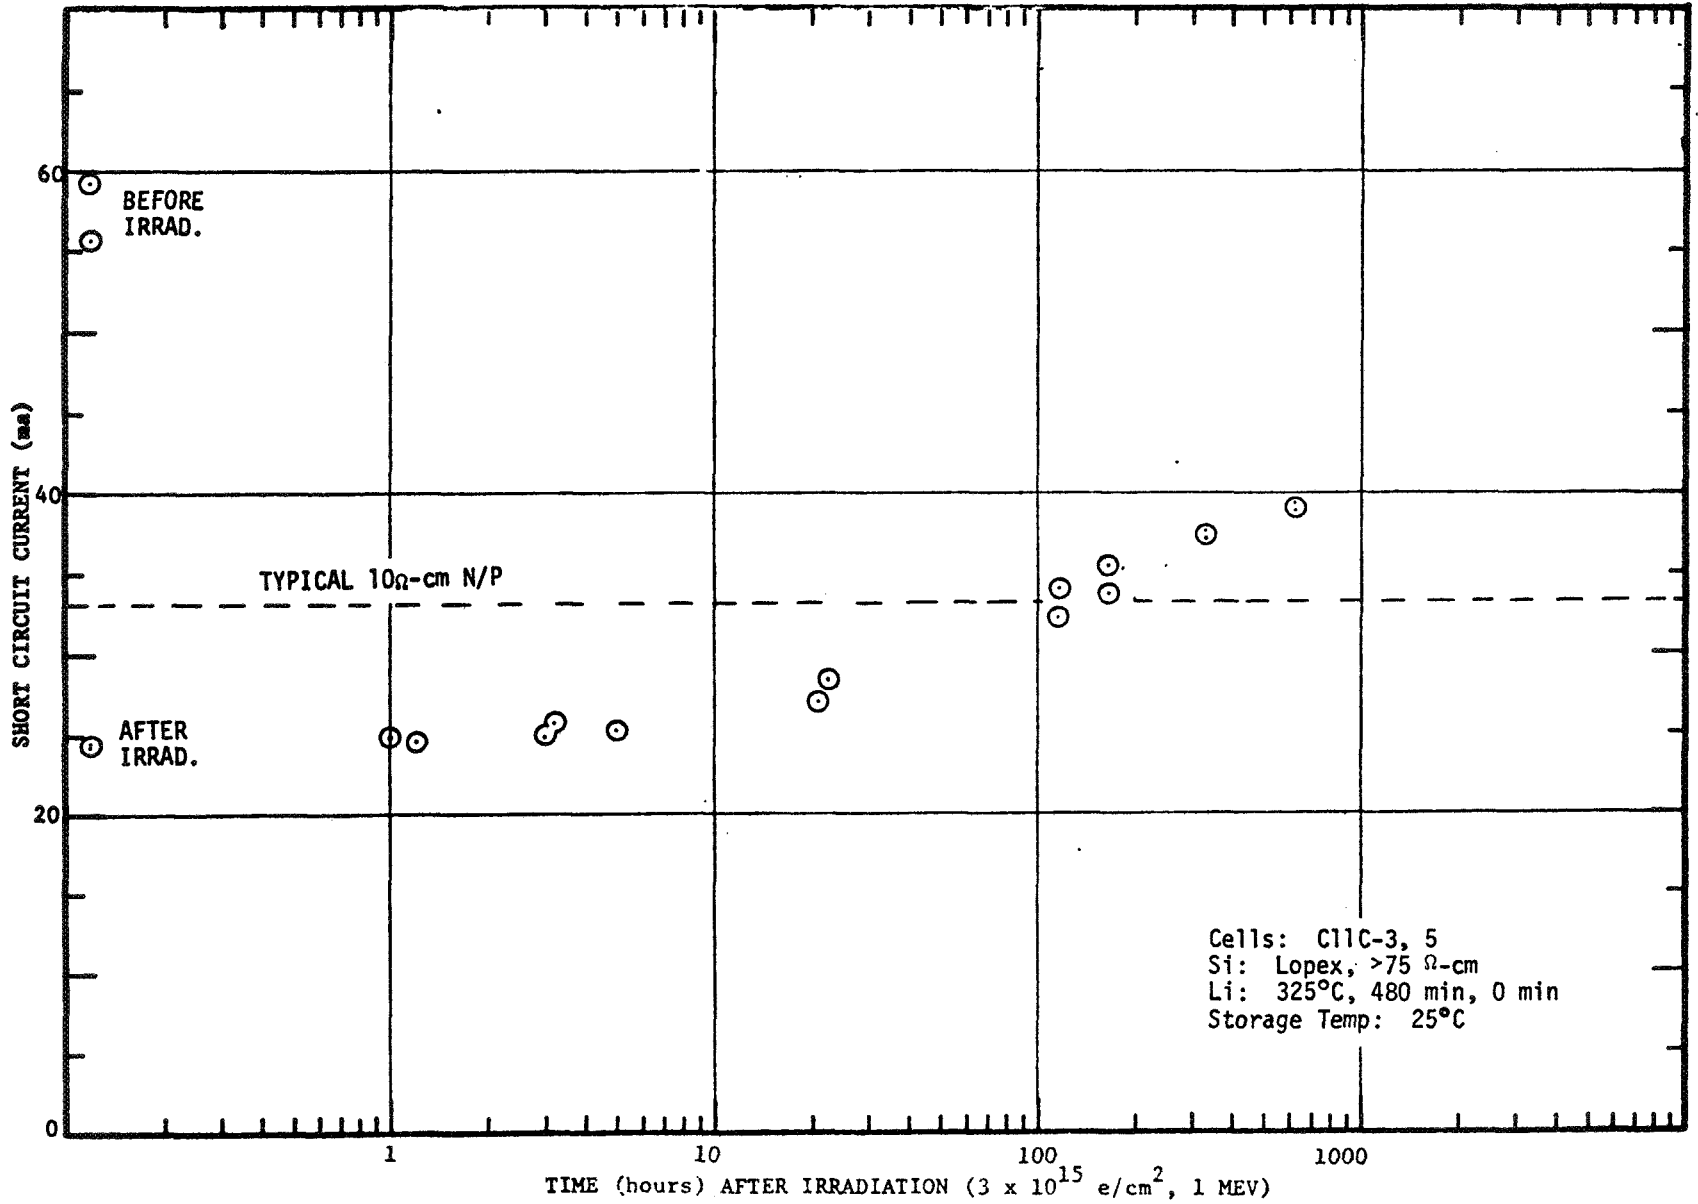 60
BEFORE
IRRAD.
SHORT CIRCUIT CURRENT (ma)
40
TYPICAL 10Ω-cm N/P
AFTER
IRRAD.
20
Cells: C11C-3, 5
Si: Lopex, >75 Ω-cm
Li: 325°C, 480 min, 0 min
Storage Temp: 25°C
0
1 10 100 1000
TIME (hours) AFTER IRRADIATION (3 x 10^15 e/cm^2, 1 MEV)